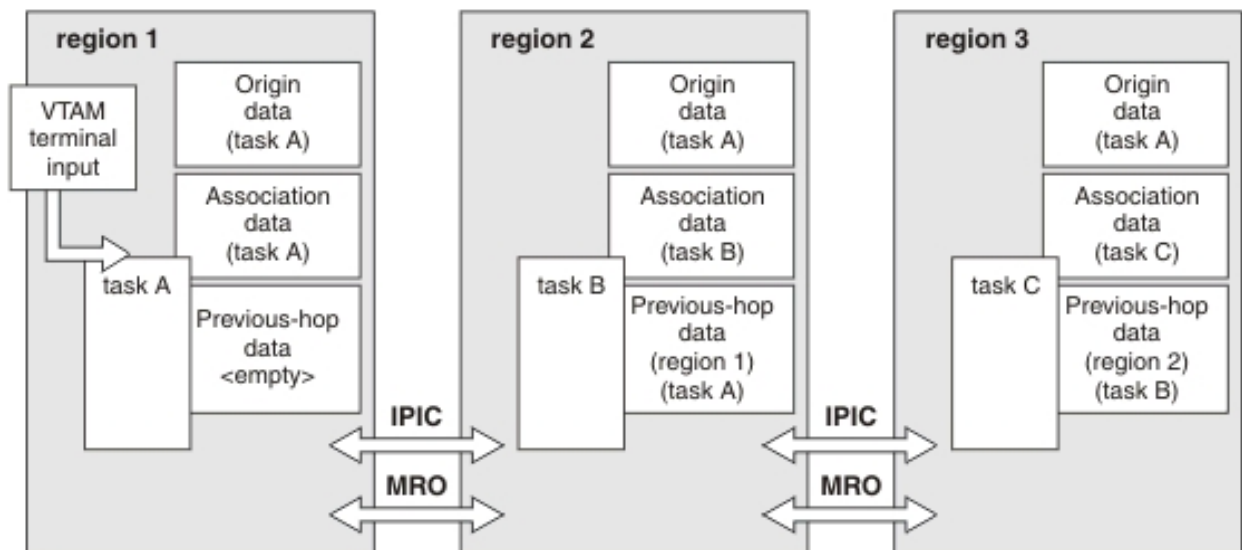 region 1
VTAM
terminal
input
Origin
data
(task A)
Association
data
(task A)
task A
Previous-hop
data
<empty>
IPIC
MRO
region 2
Origin
data
(task A)
Association
data
(task B)
task B
Previous-hop
data
(region 1)
(task A)
IPIC
MRO
region 3
Origin
data
(task A)
Association
data
(task C)
task C
Previous-hop
data
(region 2)
(task B)